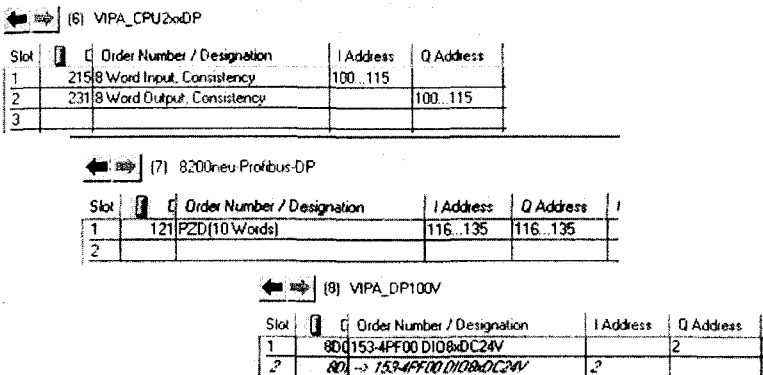 (6) VIPA_CPU2xxDP
Slot D Order Number / Designation I Address Q Address
1 215 8 Word Input, Consistency 100...115
2 231 8 Word Output, Consistency 100...115
3
(7) 8200neu-Profibus-DP
Slot D Order Number / Designation I Address Q Address
1 121 PZD(10 Words) 116...135 116...135
2
(8) VIPA_DP100V
Slot D Order Number / Designation I Address Q Address
1 8DO 153-4PF00 DIO8xDC24V 2
2 8DI --> 153-4PF00 DIO8xDC24V 2